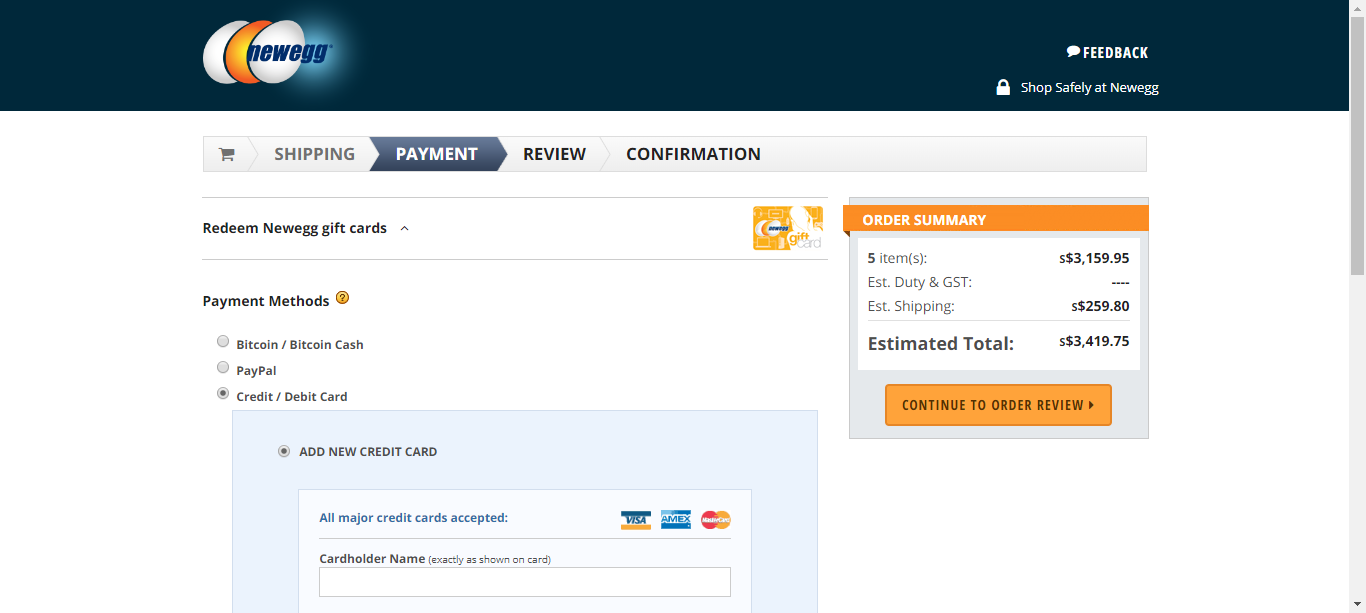 newegg
FEEDBACK
Shop Safely at Newegg
SHIPPING PAYMENT REVIEW CONFIRMATION
Redeem Newegg gift cards
newegg
gift
card
Payment Methods ?
Bitcoin / Bitcoin Cash
PayPal
Credit / Debit Card
ADD NEW CREDIT CARD
All major credit cards accepted: VISA AMEX MasterCard
Cardholder Name (exactly as shown on card)
ORDER SUMMARY
5 item(s): S$3,159.95
Est. Duty & GST: ----
Est. Shipping: S$259.80
Estimated Total: S$3,419.75
CONTINUE TO ORDER REVIEW